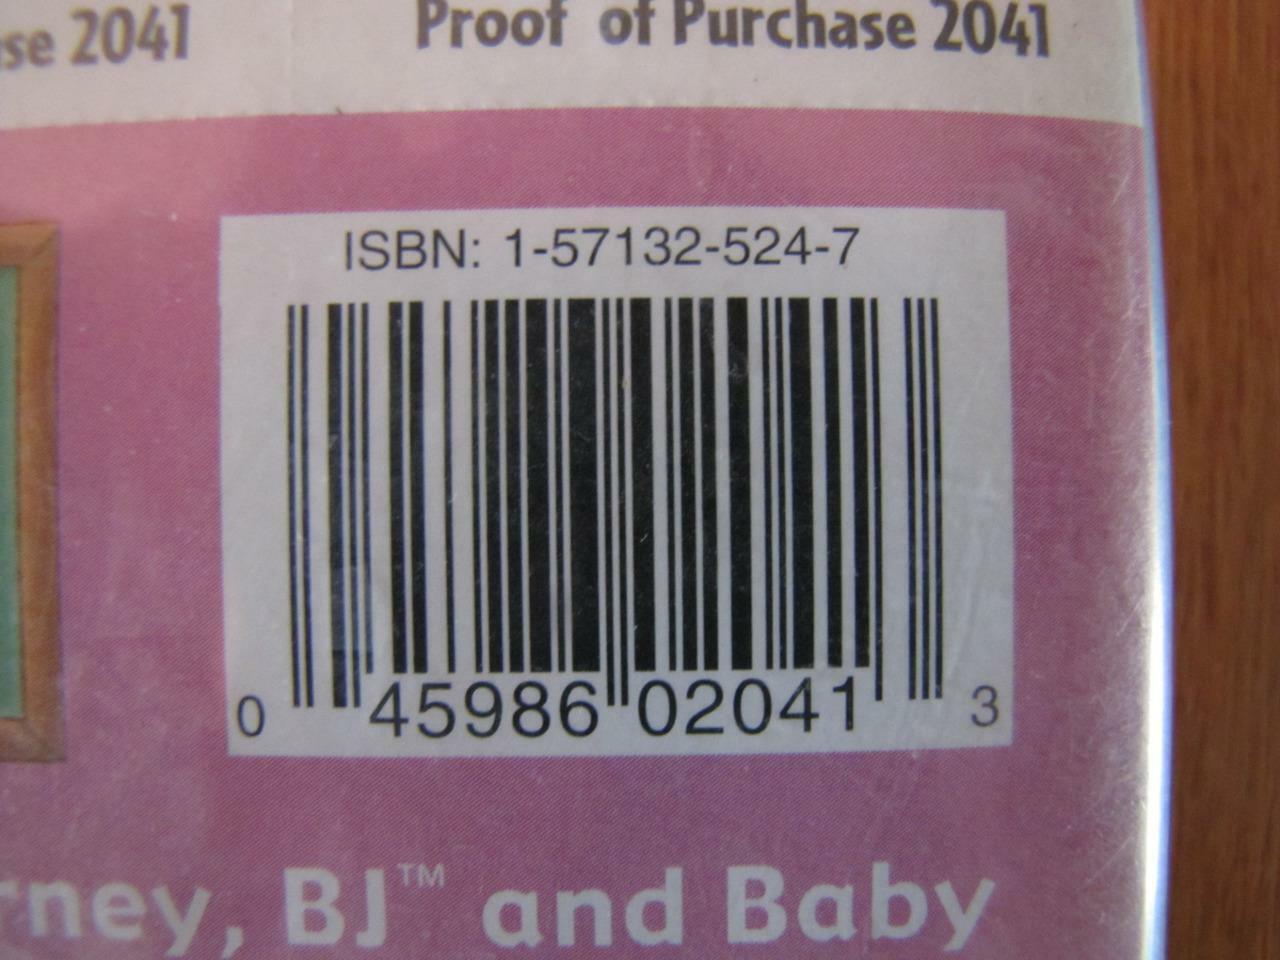 se 2041
Proof of Purchase 2041
ISBN: 1-57132-524-7
0 45986 02041 3
rney, BJ™ and Baby